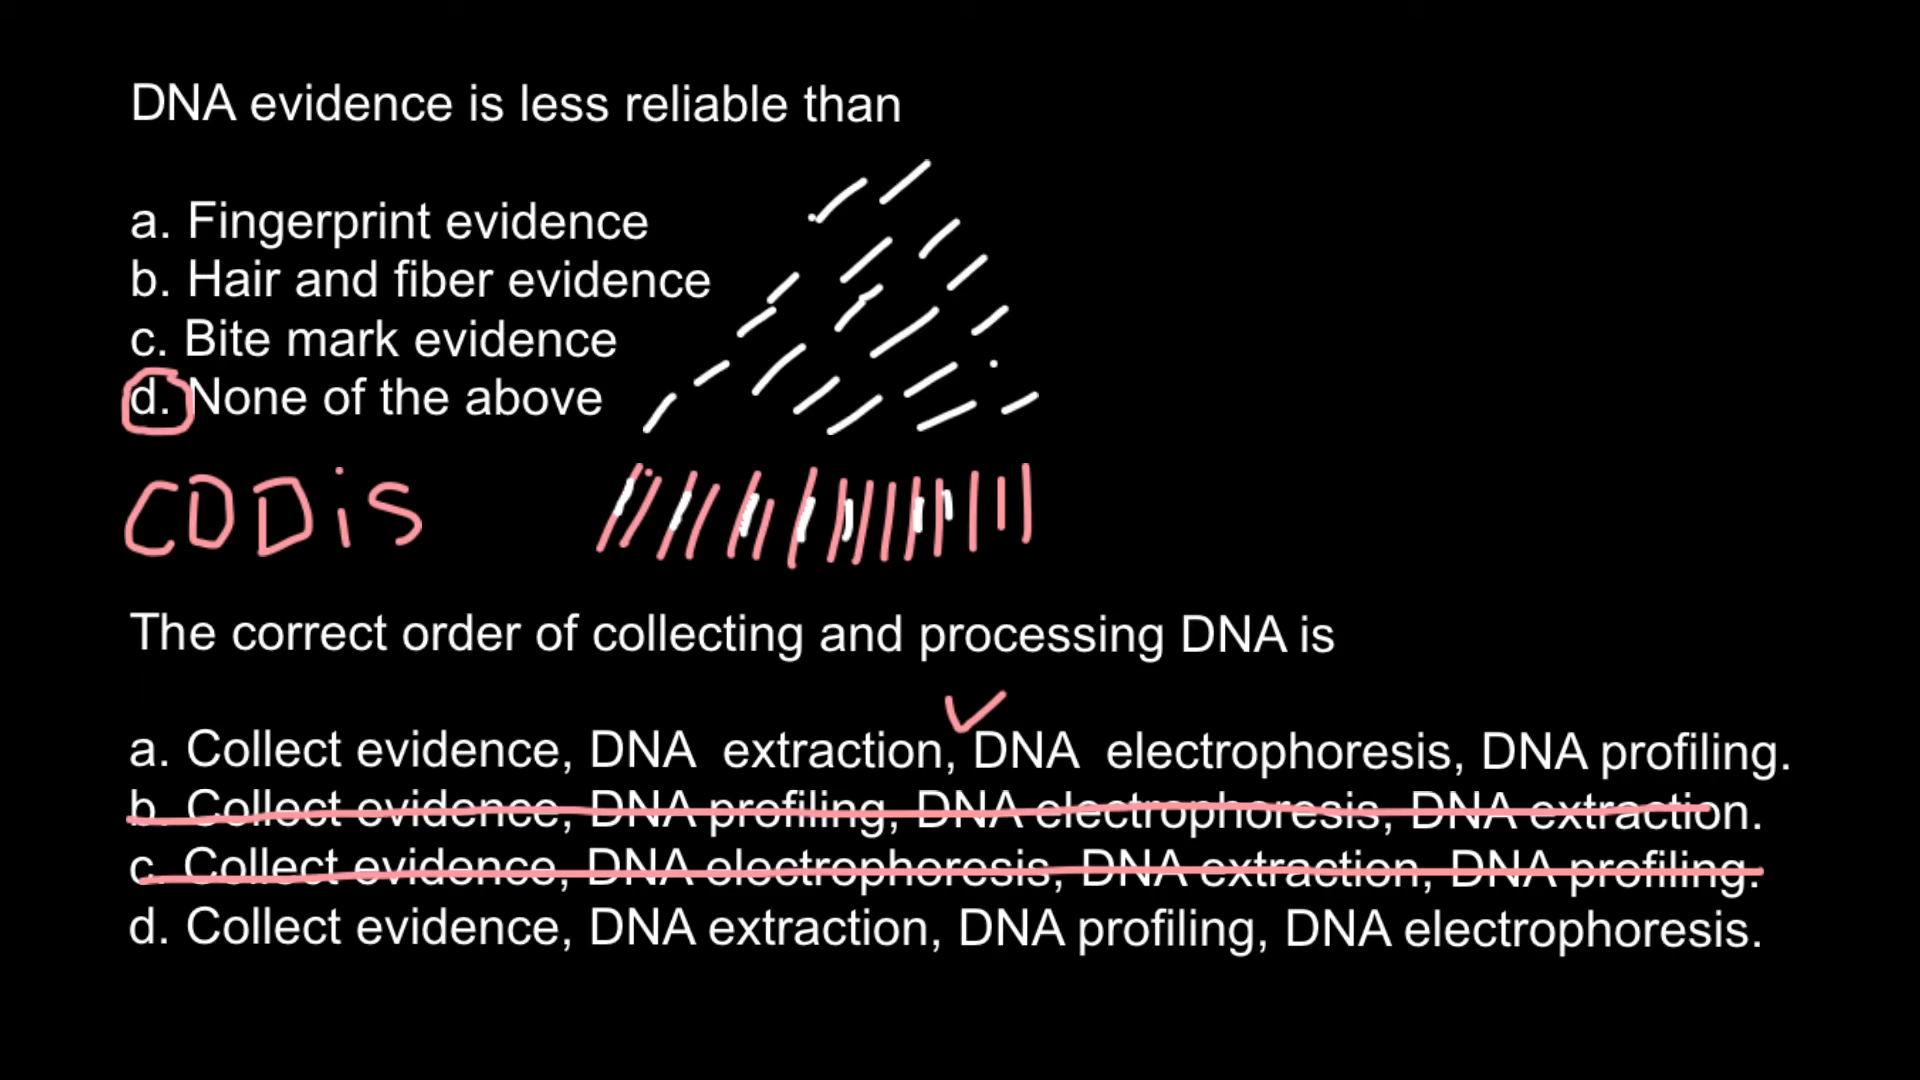 DNA evidence is less reliable than
a. Fingerprint evidence
b. Hair and fiber evidence
c. Bite mark evidence
d. None of the above
CODiS
The correct order of collecting and processing DNA is
a. Collect evidence, DNA extraction, DNA electrophoresis, DNA profiling.
b. Collect evidence, DNA profiling, DNA electrophoresis, DNA extraction.
c. Collect evidence, DNA electrophoresis, DNA extraction, DNA profiling.
d. Collect evidence, DNA extraction, DNA profiling, DNA electrophoresis.